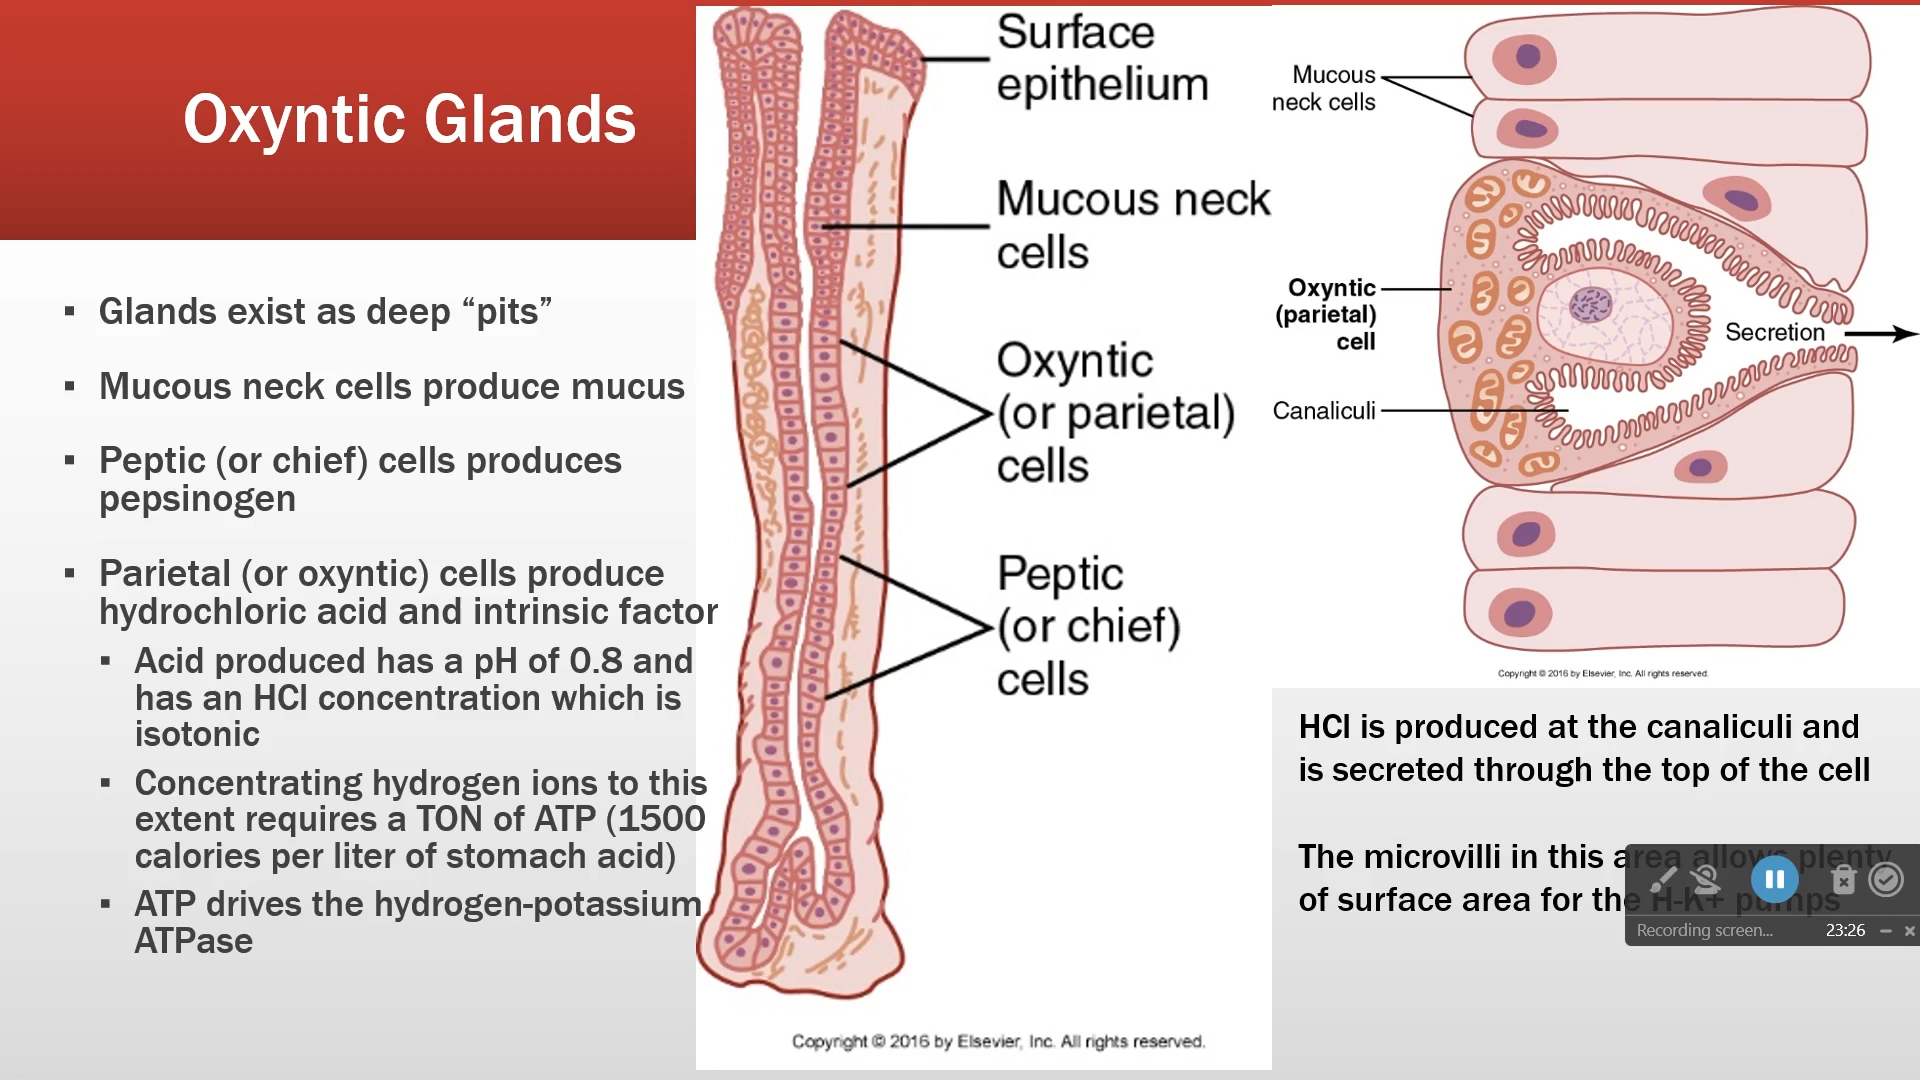 Oxyntic Glands
▪ Glands exist as deep “pits”
▪ Mucous neck cells produce mucus
▪ Peptic (or chief) cells produces
pepsinogen
▪ Parietal (or oxyntic) cells produce
hydrochloric acid and intrinsic factor
▪ Acid produced has a pH of 0.8 and
has an HCl concentration which is
isotonic
▪ Concentrating hydrogen ions to this
extent requires a TON of ATP (1500
calories per liter of stomach acid)
▪ ATP drives the hydrogen-potassium
ATPase
Surface
epithelium
Mucous neck
cells
Oxyntic
(or parietal)
cells
Peptic
(or chief)
cells
Copyright © 2016 by Elsevier, Inc. All rights reserved.
Mucous
neck cells
Oxyntic
(parietal)
cell
Secretion
Canaliculi
Copyright © 2016 by Elsevier, Inc. All rights reserved.
HCl is produced at the canaliculi and
is secreted through the top of the cell
The microvilli in this area allows plenty
of surface area for the H-K+ pumps
Recording screen... 23:26